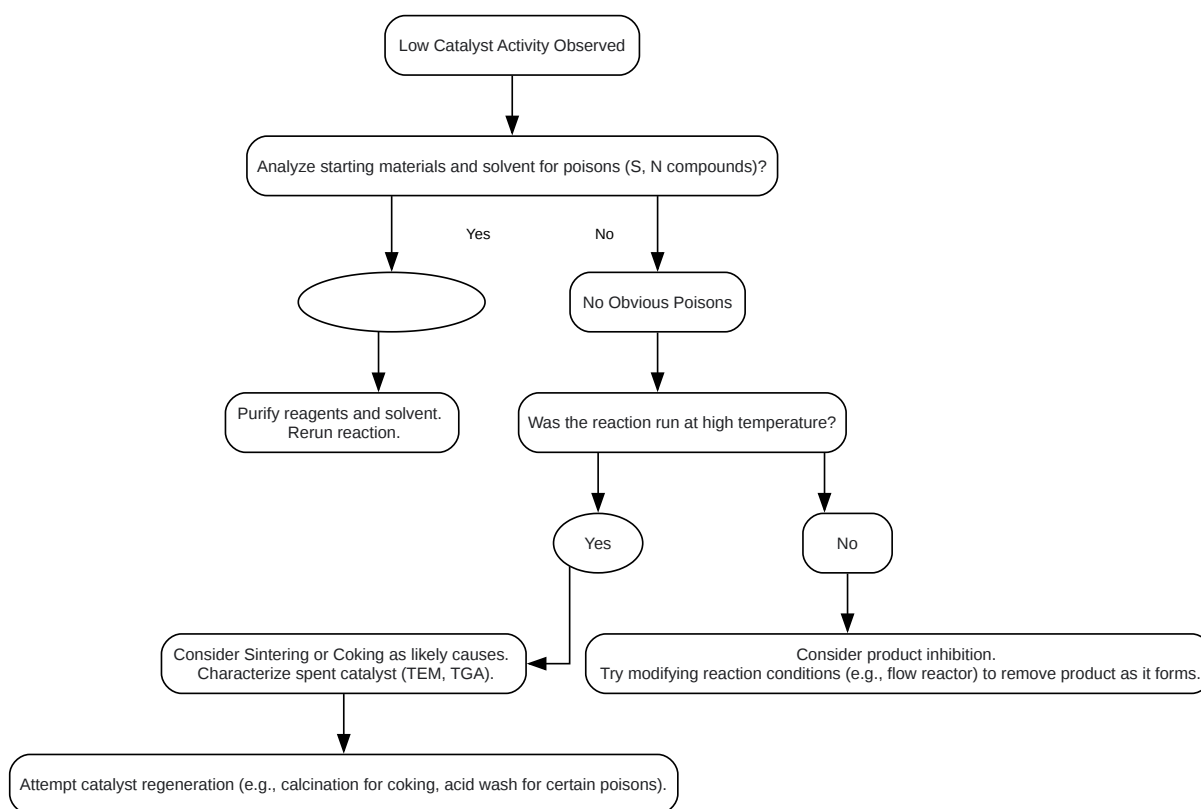 Low Catalyst Activity Observed
Analyze starting materials and solvent for poisons (S, N compounds)?
Yes
No
No Obvious Poisons
Purify reagents and solvent.
Rerun reaction.
Was the reaction run at high temperature?
Yes
No
Consider Sintering or Coking as likely causes.
Characterize spent catalyst (TEM, TGA).
Consider product inhibition.
Try modifying reaction conditions (e.g., flow reactor) to remove product as it forms.
Attempt catalyst regeneration (e.g., calcination for coking, acid wash for certain poisons).